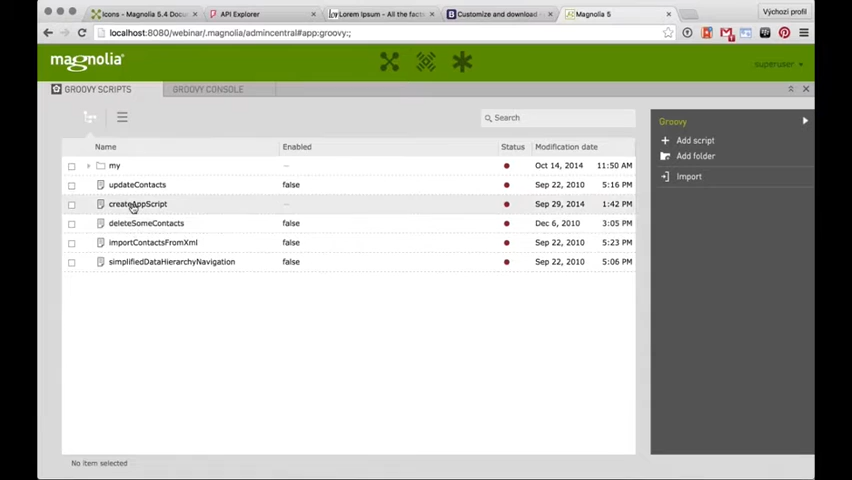 Icons - Magnolia 5.4 Docu
API Explorer
Lorem Ipsum - All the facts
Customize and download
Magnolia 5
Výchozí profil
localhost:8080/webinar/.magnolia/admincentral#app:groovy:;
magnolia
superuser
GROOVY SCRIPTS
GROOVY CONSOLE
Search
Name Enabled Status Modification date
my – Oct 14, 2014 11:50 AM
updateContacts false Sep 22, 2010 5:16 PM
createAppScript – Sep 29, 2014 1:42 PM
deleteSomeContacts false Dec 6, 2010 3:05 PM
importContactsFromXml false Sep 22, 2010 5:23 PM
simplifiedDataHierarchyNavigation false Sep 22, 2010 5:06 PM
Groovy
Add script
Add folder
Import
No item selected